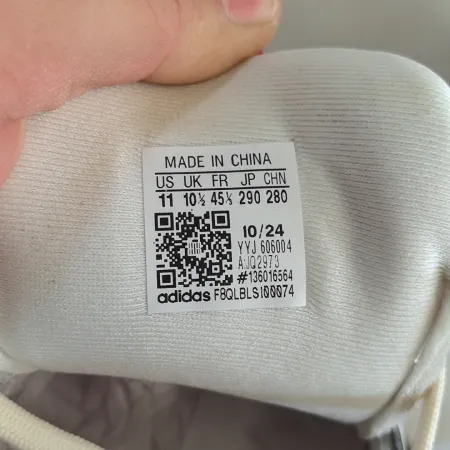 MADE IN CHINA
US UK FR JP CHN
11 10½ 45⅓ 290 280
10/24
YYJ 606004
A:JQ2973
#136016564
adidas F8QLBLSI00074